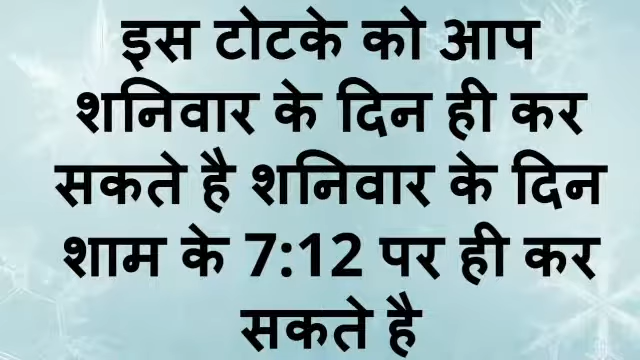 इस टोटके को आप
शनिवार के दिन ही कर
सकते है शनिवार के दिन
शाम के 7:12 पर ही कर
सकते है